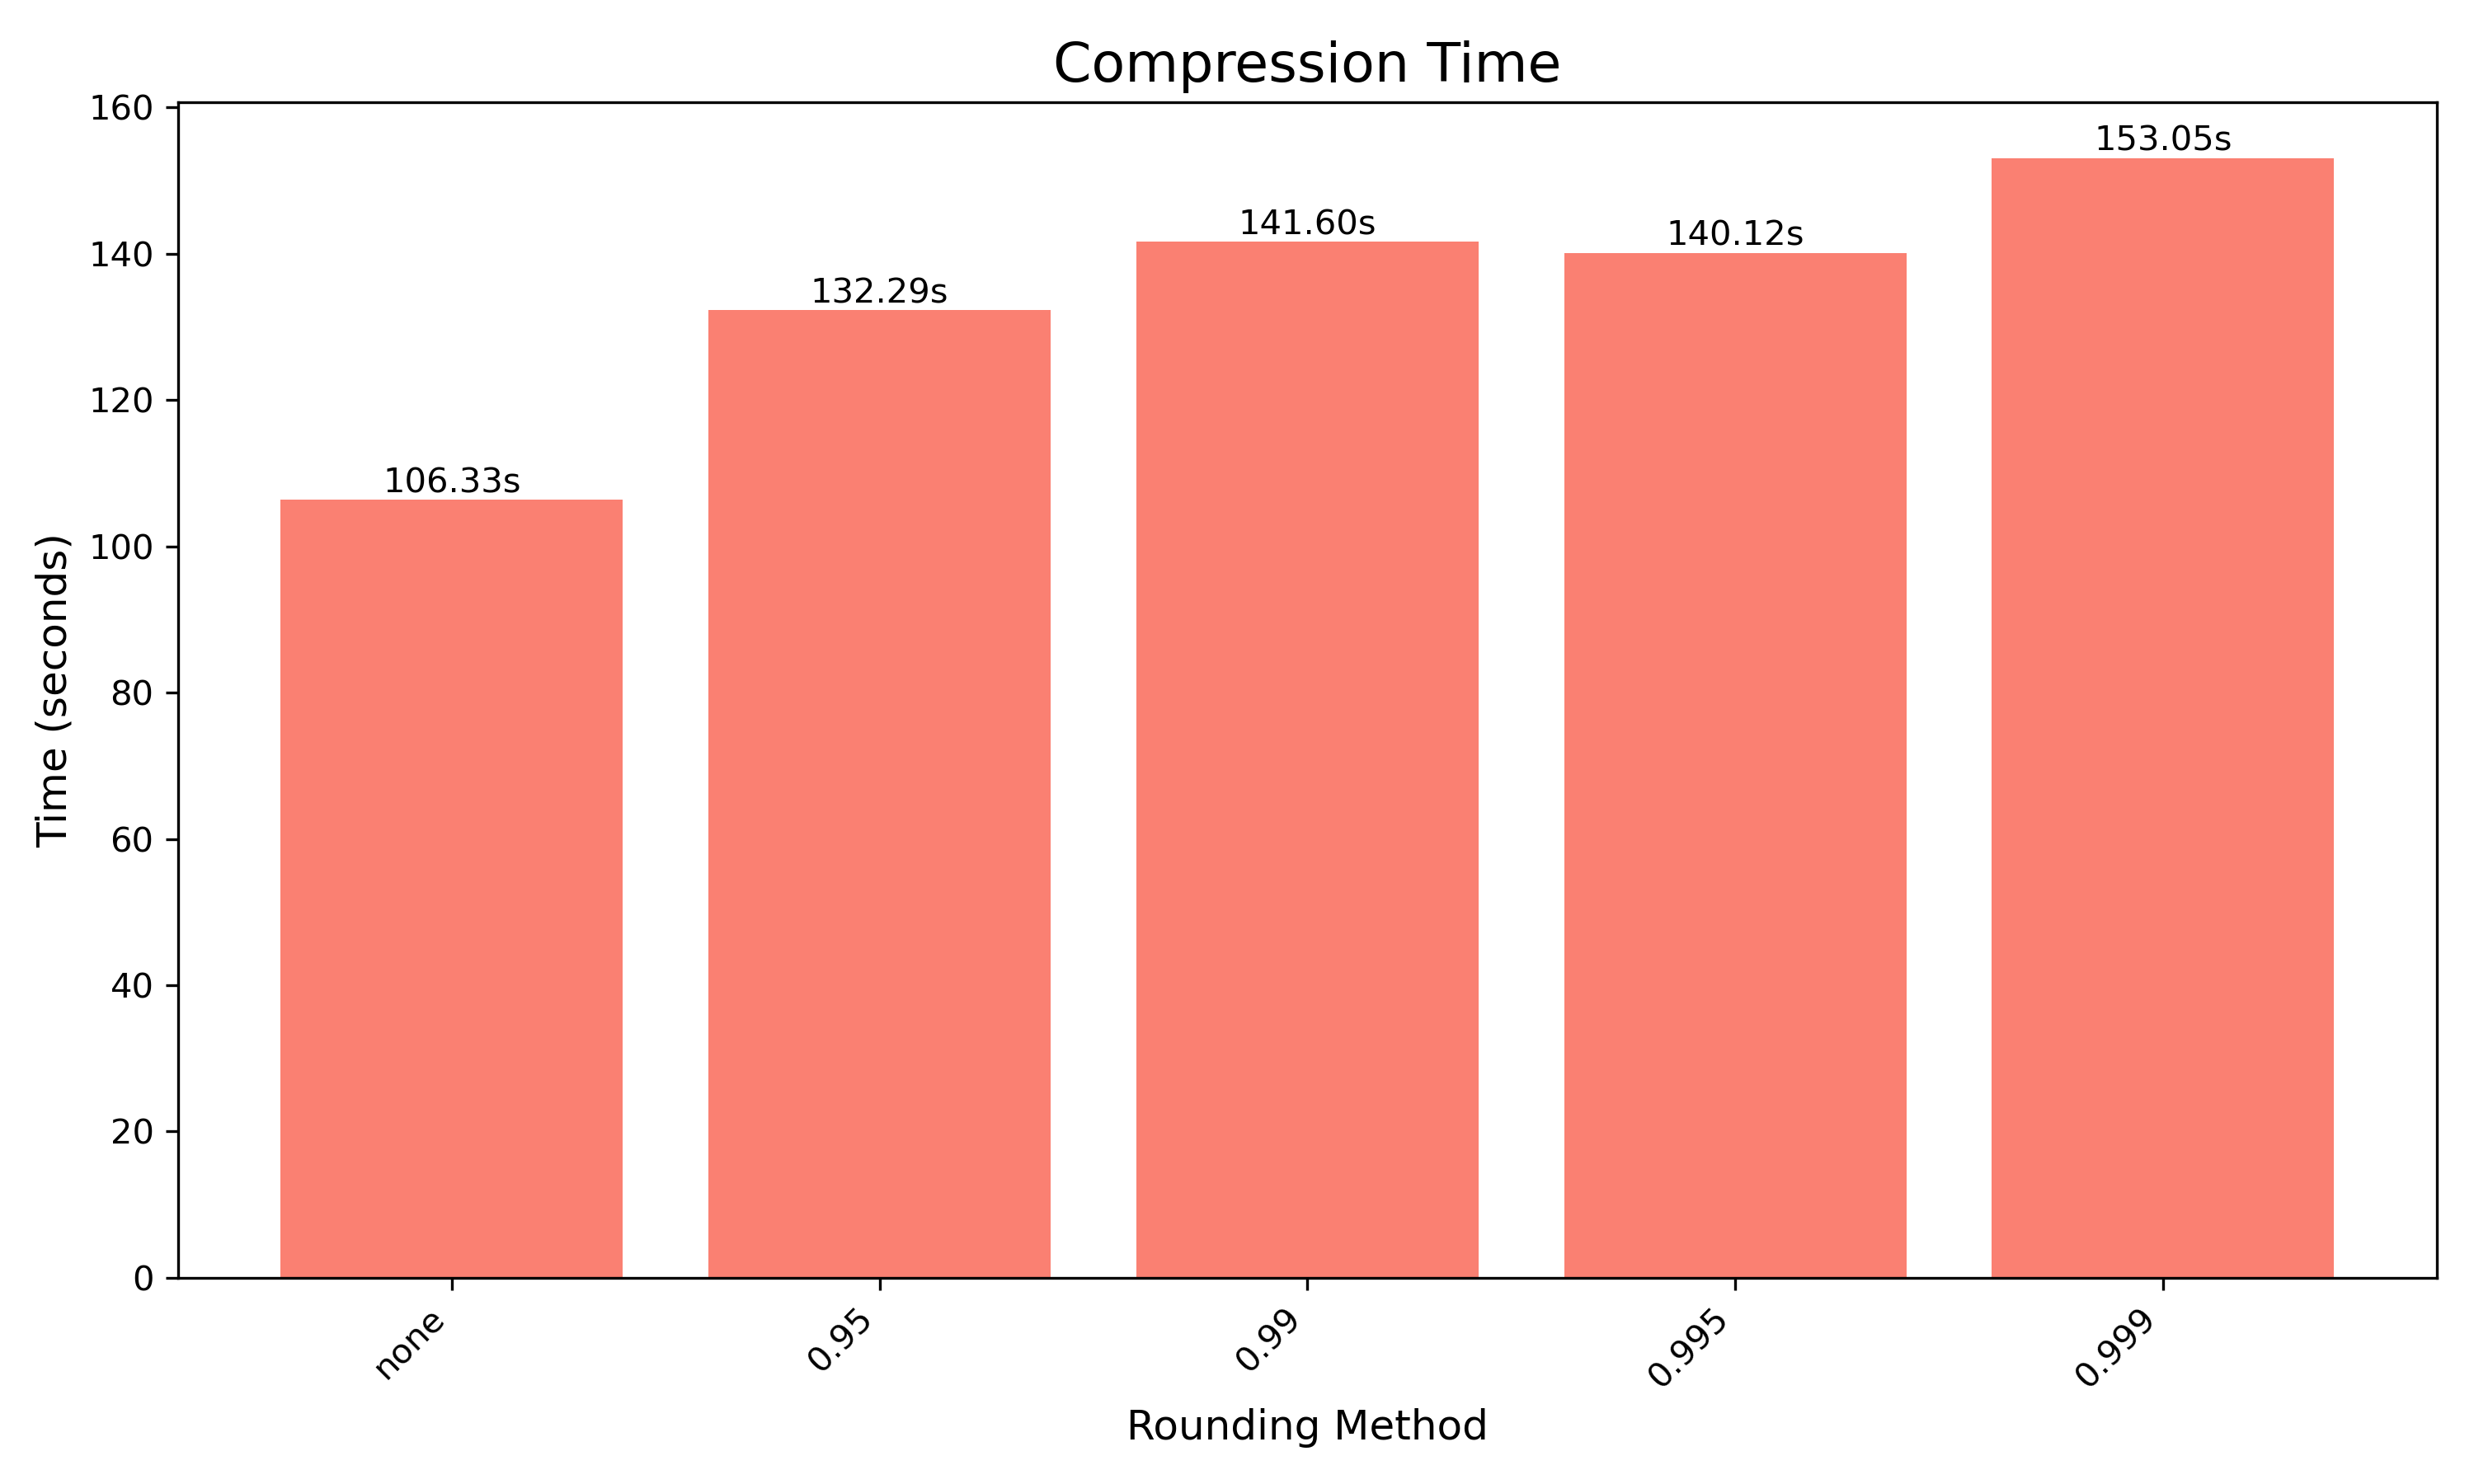 Compression Time
160
140
120
100
80
60
40
20
0
Time (seconds)
106.33s
132.29s
141.60s
140.12s
153.05s
none
0.95
0.99
0.995
0.999
Rounding Method